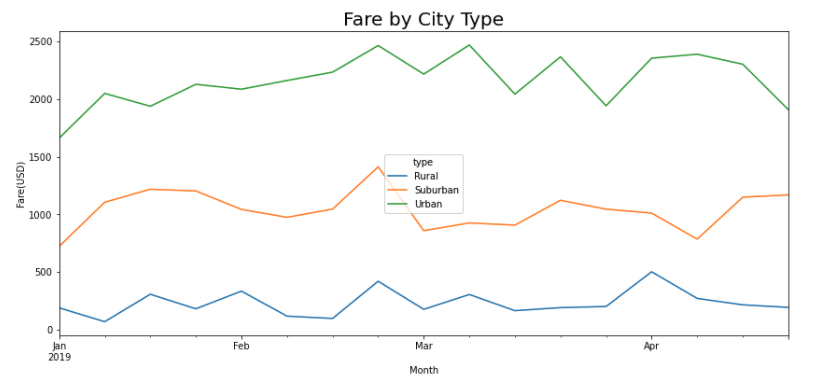 Fare by City Type
2500
2000
1500
1000
500
0
Fare(USD)
type
Rural
Suburban
Urban
Jan
2019
Feb
Mar
Apr
Month